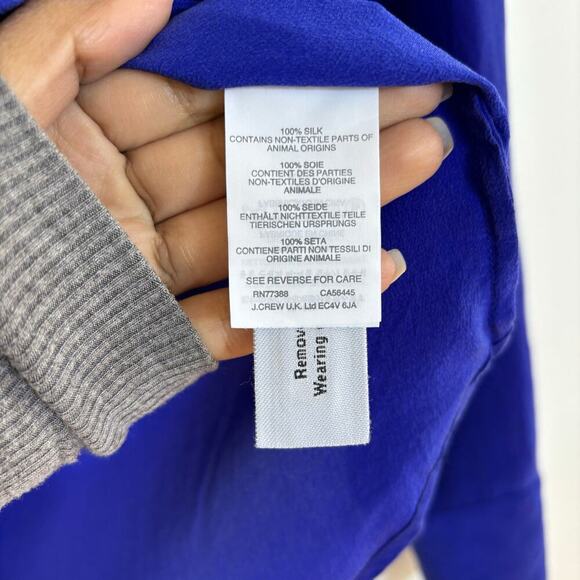 100% SILK
CONTAINS NON-TEXTILE PARTS OF
ANIMAL ORIGINS
100% SOIE
CONTIENT DES PARTIES
NON-TEXTILES D'ORIGINE
ANIMALE
100% SEIDE
ENTHÄLT NICHTTEXTILE TEILE
TIERISCHEN URSPRUNGS
100% SETA
CONTIENE PARTI NON TESSILI DI
ORIGINE ANIMALE
SEE REVERSE FOR CARE
RN77388 CA56445
J.CREW U.K. Ltd EC4V 6JA
Wearing